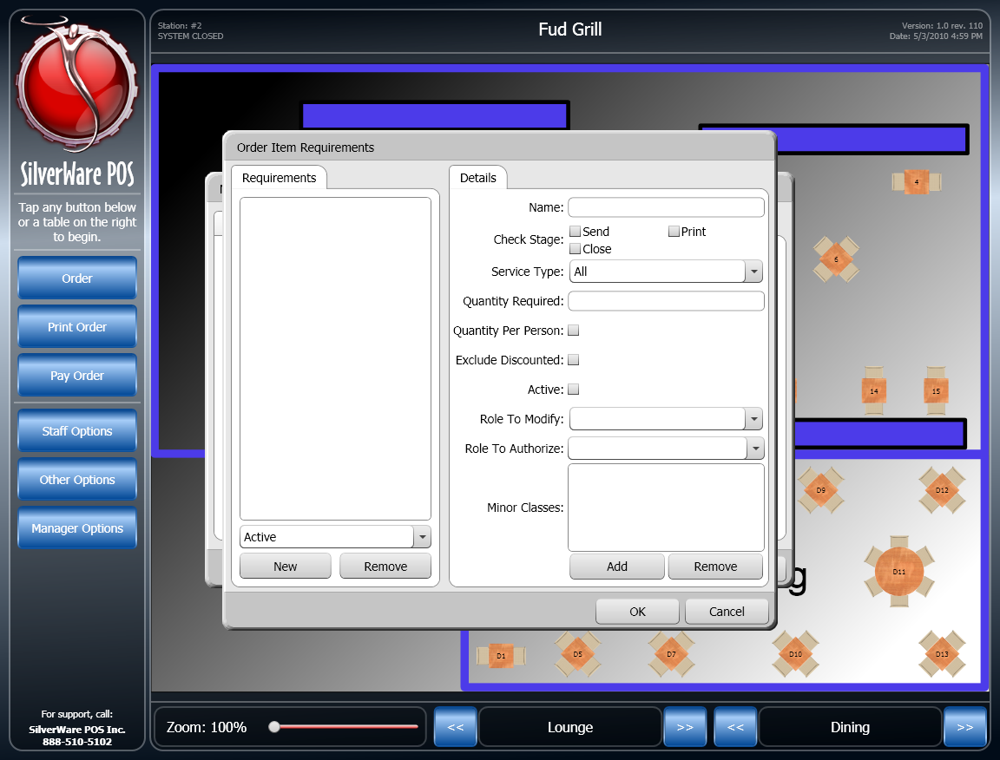 Station: #2
SYSTEM CLOSED
Fud Grill
Version: 1.0 rev. 110
Date: 5/3/2010 4:59 PM
SilverWare POS
Tap any button below
or a table on the right
to begin.
Order
Print Order
Pay Order
Staff Options
Other Options
Manager Options
For support, call:
SilverWare POS Inc.
888-510-5102
Order Item Requirements
Requirements
Active
New
Remove
Details
Name:
Check Stage:
Send
Print
Close
Service Type:
All
Quantity Required:
Quantity Per Person:
Exclude Discounted:
Active:
Role To Modify:
Role To Authorize:
Minor Classes:
Add
Remove
OK
Cancel
4
6
14
15
D9
D12
D11
g
D1
D5
D7
D10
D13
Zoom: 100%
<<
Lounge
>>
<<
Dining
>>